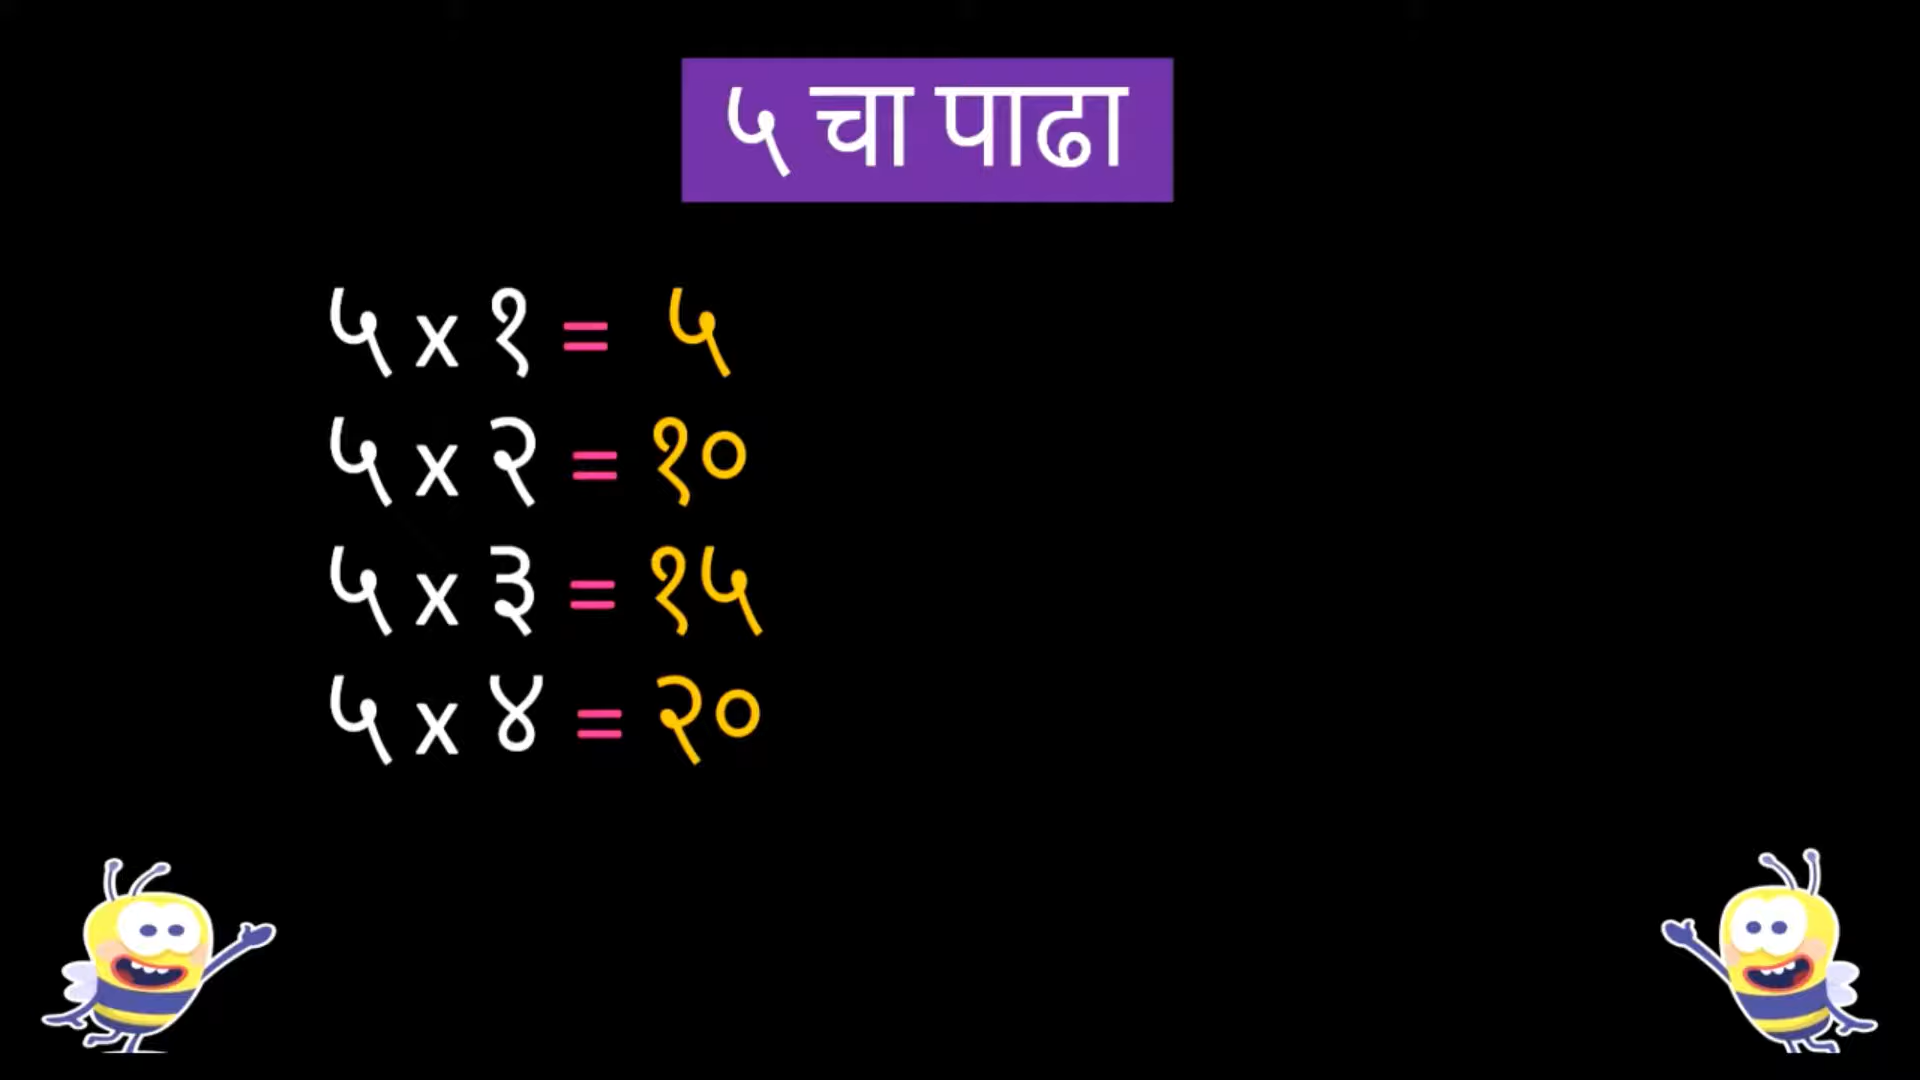 ५ चा पाढा
५ x १ = ५
५ x २ = १०
५ x ३ = १५
५ x ४ = २०